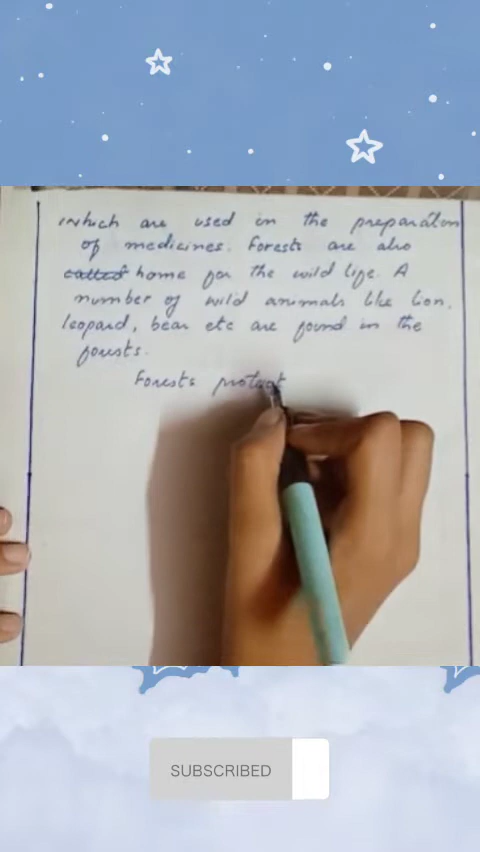 which are used in the preparation
of medicines. Forests are also
called home for the wild life. A
number of wild animals like lion,
leopard, bear etc are found in the
forests.
Forests protect
SUBSCRIBED